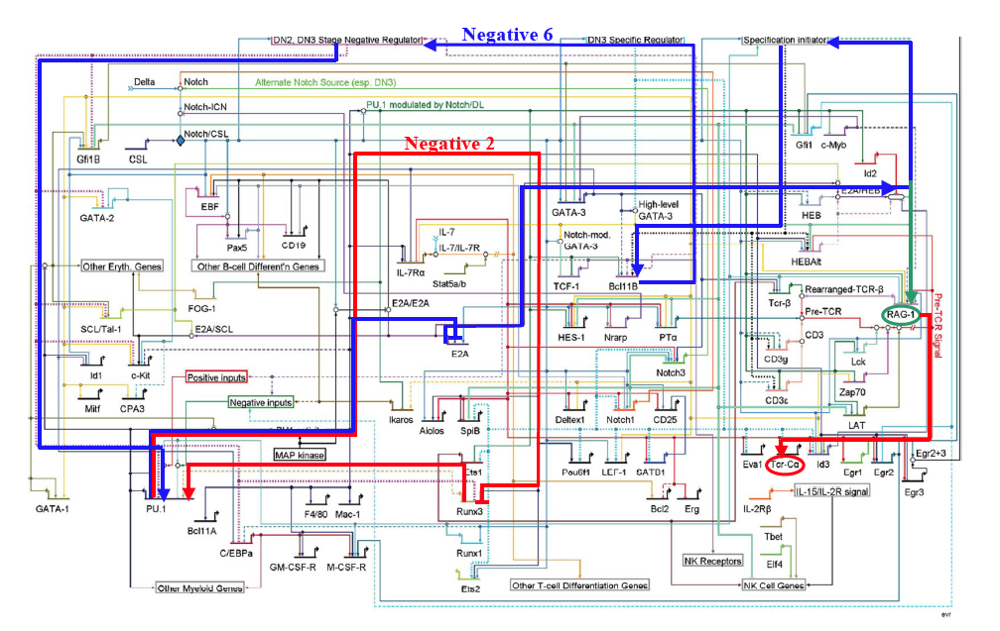 Negative 6
[DN2, DN3 Stage Negative Regulator]
[DN3 Specific Regulator]
[Specification initiator]
Delta
Notch
Alternate Notch Source (esp. DN3)
Notch-ICN
PU.1 modulated by Notch/DL
Notch/CSL
Gfi1B
CSL
Negative 2
Gfi1
c-Myb
Id2
E2A/HEB
GATA-2
EBF
Pax5
CD19
GATA-3
High-level
GATA-3
HEB
HEBAlt
IL-7
IL-7/IL-7R
Notch-mod.
GATA-3
Other Eryth. Genes
Other B-cell Different'n Genes
IL-7Rα
Stat5a/b
TCF-1
Bcl11B
FOG-1
E2A/E2A
Tcr-β
Rearranged-TCR-β
SCL/Tal-1
E2A/SCL
Pre-TCR
RAG-1
Pre-TCR Signal
E2A
HES-1
Nrarp
PTα
CD3
CD3γ
Lck
Id1
c-Kit
Notch3
Zap70
CD3ε
Mitf
CPA3
Positive inputs
Negative inputs
Ikaros
Aiolos
SpiB
Deltex1
Notch1
CD25
LAT
MAP kinase
Ets1
Pou6f1
LEF-1
SATB1
Eva1
Tcr-Cα
Id3
Egr1
Egr2
Egr2+3
Egr3
GATA-1
PU.1
Bcl11A
F4/80
Mac-1
Runx3
Bcl2
Erg
IL-2Rβ
IL-15/IL-2R signal
Tbet
C/EBPa
GM-CSF-R
M-CSF-R
Runx1
Elf4
NK Receptors
Ets2
Other Myeloid Genes
Other T-cell Differentiation Genes
NK Cell Genes
evr